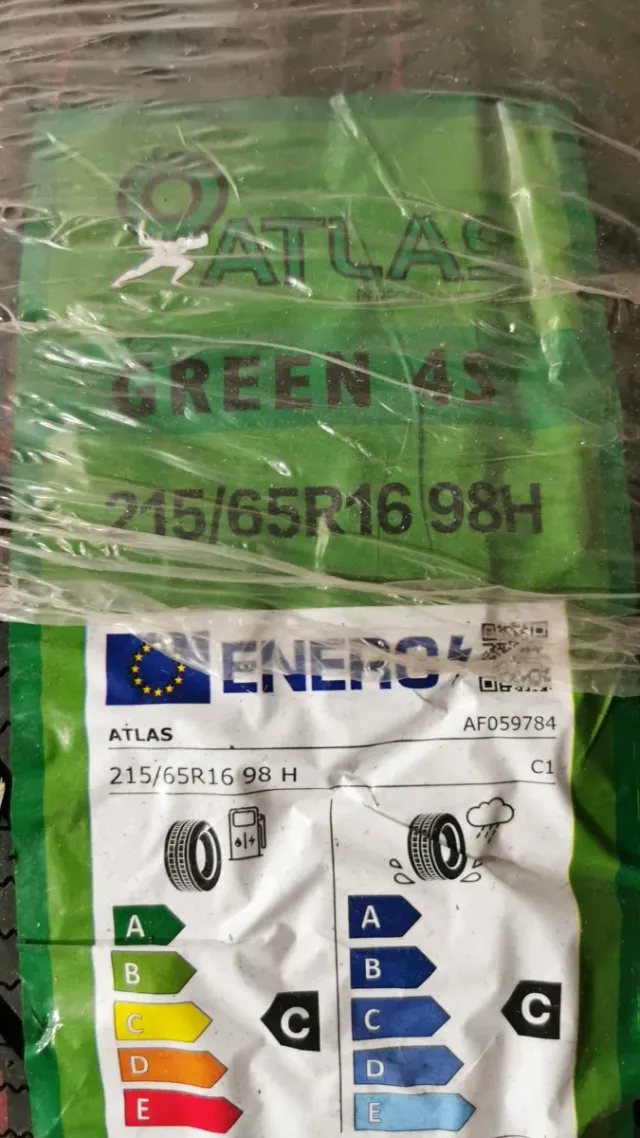 ATLAS
GREEN 4S
215/65R16 98H
ENERG
ATLAS AF059784
215/65R16 98 H C1
A A
B B
C C C C
D D
E E